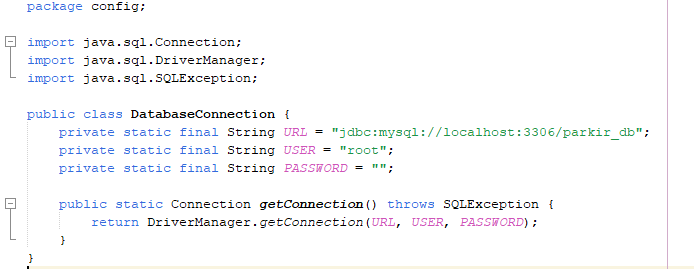 package config;
import java.sql.Connection;
import java.sql.DriverManager;
import java.sql.SQLException;
public class DatabaseConnection {
private static final String URL = "jdbc:mysql://localhost:3306/parkir_db";
private static final String USER = "root";
private static final String PASSWORD = "";
public static Connection getConnection() throws SQLException {
return DriverManager.getConnection(URL, USER, PASSWORD);
}
}